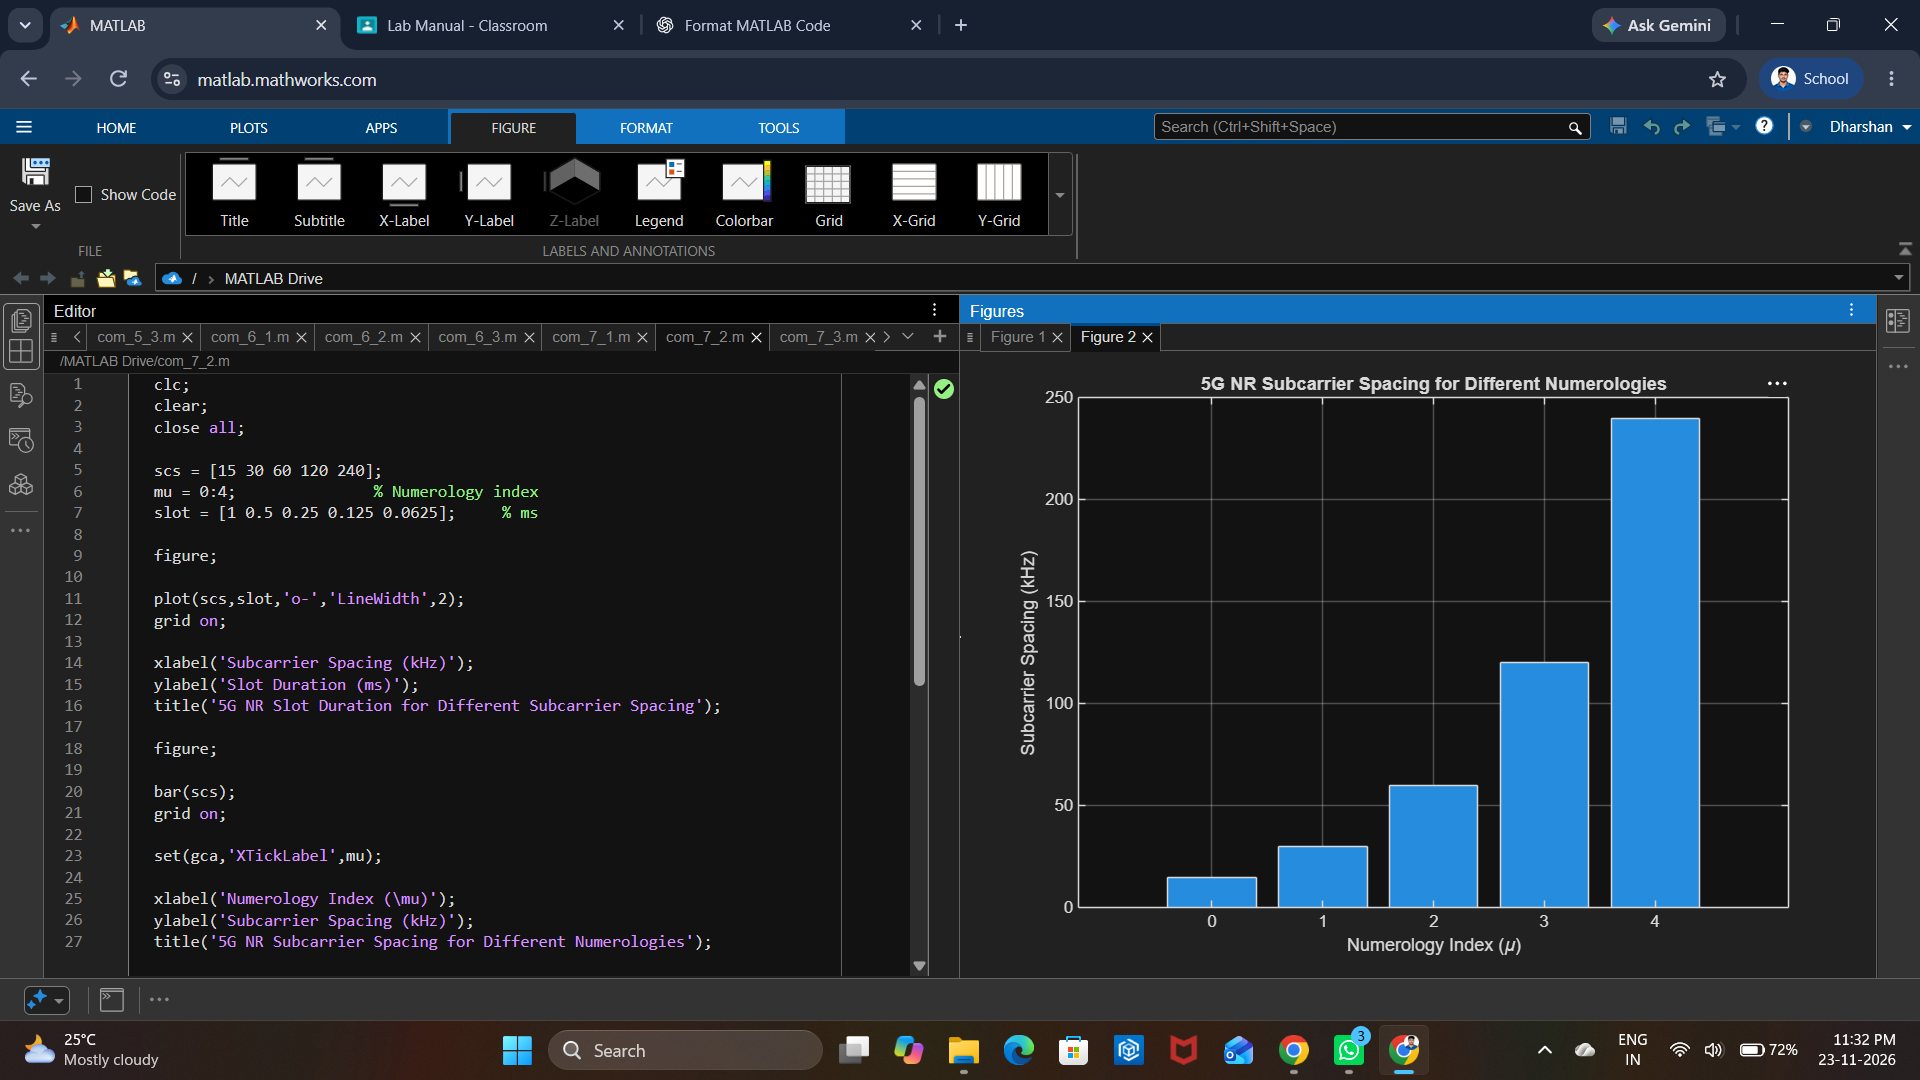 MATLAB
Lab Manual - Classroom
Format MATLAB Code
Ask Gemini
matlab.mathworks.com
School
HOME
PLOTS
APPS
FIGURE
FORMAT
TOOLS
Search (Ctrl+Shift+Space)
Dharshan
Save As
Show Code
Title
Subtitle
X-Label
Y-Label
Z-Label
Legend
Colorbar
Grid
X-Grid
Y-Grid
FILE
LABELS AND ANNOTATIONS
/ › MATLAB Drive
Editor
com_5_3.m
com_6_1.m
com_6_2.m
com_6_3.m
com_7_1.m
com_7_2.m
com_7_3.m
/MATLAB Drive/com_7_2.m
1 clc;
2 clear;
3 close all;
4
5 scs = [15 30 60 120 240];
6 mu = 0:4; % Numerology index
7 slot = [1 0.5 0.25 0.125 0.0625]; % ms
8
9 figure;
10
11 plot(scs,slot,'o-','LineWidth',2);
12 grid on;
13
14 xlabel('Subcarrier Spacing (kHz)');
15 ylabel('Slot Duration (ms)');
16 title('5G NR Slot Duration for Different Subcarrier Spacing');
17
18 figure;
19
20 bar(scs);
21 grid on;
22
23 set(gca,'XTickLabel',mu);
24
25 xlabel('Numerology Index (\mu)');
26 ylabel('Subcarrier Spacing (kHz)');
27 title('5G NR Subcarrier Spacing for Different Numerologies');
Figures
Figure 1
Figure 2
5G NR Subcarrier Spacing for Different Numerologies
250
200
150
100
50
0
Subcarrier Spacing (kHz)
0 1 2 3 4
Numerology Index (μ)
25°C
Mostly cloudy
Search
3
ENG
IN
72%
11:32 PM
23-11-2026